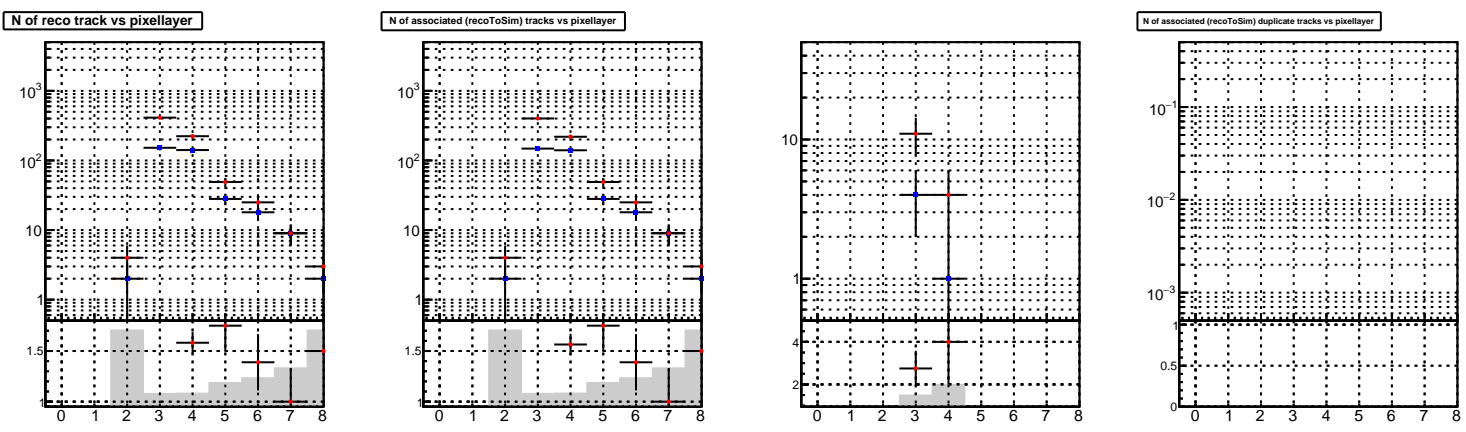 N of reco track vs pixellayer
N of associated (recoToSim) tracks vs pixellayer
N of associated (recoToSim) duplicate tracks vs pixellayer
10³ 10³ 10⁻¹
10² 10² 10 10⁻²
10 10 1 10⁻³
1 1 4 1
1.5 1.5 2 0.5
1 1 0
0 1 2 3 4 5 6 7 8 0 1 2 3 4 5 6 7 8 0 1 2 3 4 5 6 7 8 0 1 2 3 4 5 6 7 8